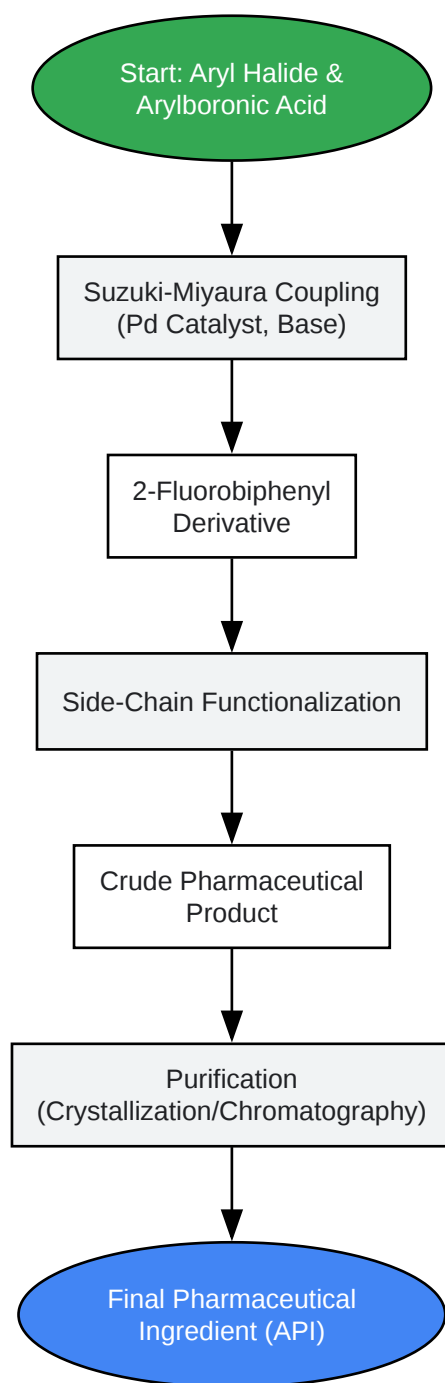 Start: Aryl Halide &
Arylboronic Acid
Suzuki-Miyaura Coupling
(Pd Catalyst, Base)
2-Fluorobiphenyl
Derivative
Side-Chain Functionalization
Crude Pharmaceutical
Product
Purification
(Crystallization/Chromatography)
Final Pharmaceutical
Ingredient (API)